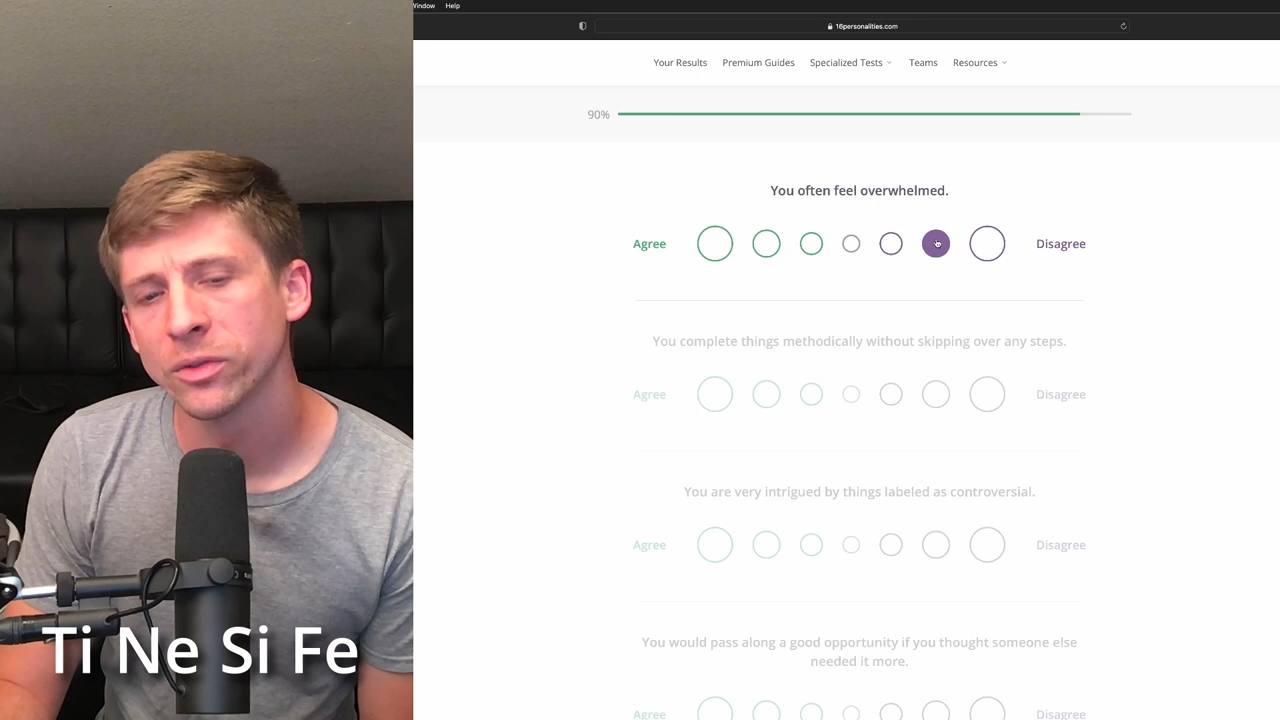 Window Help
16personalities.com
Your Results Premium Guides Specialized Tests Teams Resources
90%
You often feel overwhelmed.
Agree Disagree
You complete things methodically without skipping over any steps.
Agree Disagree
You are very intrigued by things labeled as controversial.
Agree Disagree
You would pass along a good opportunity if you thought someone else
needed it more.
Agree Disagree
Ti Ne Si Fe